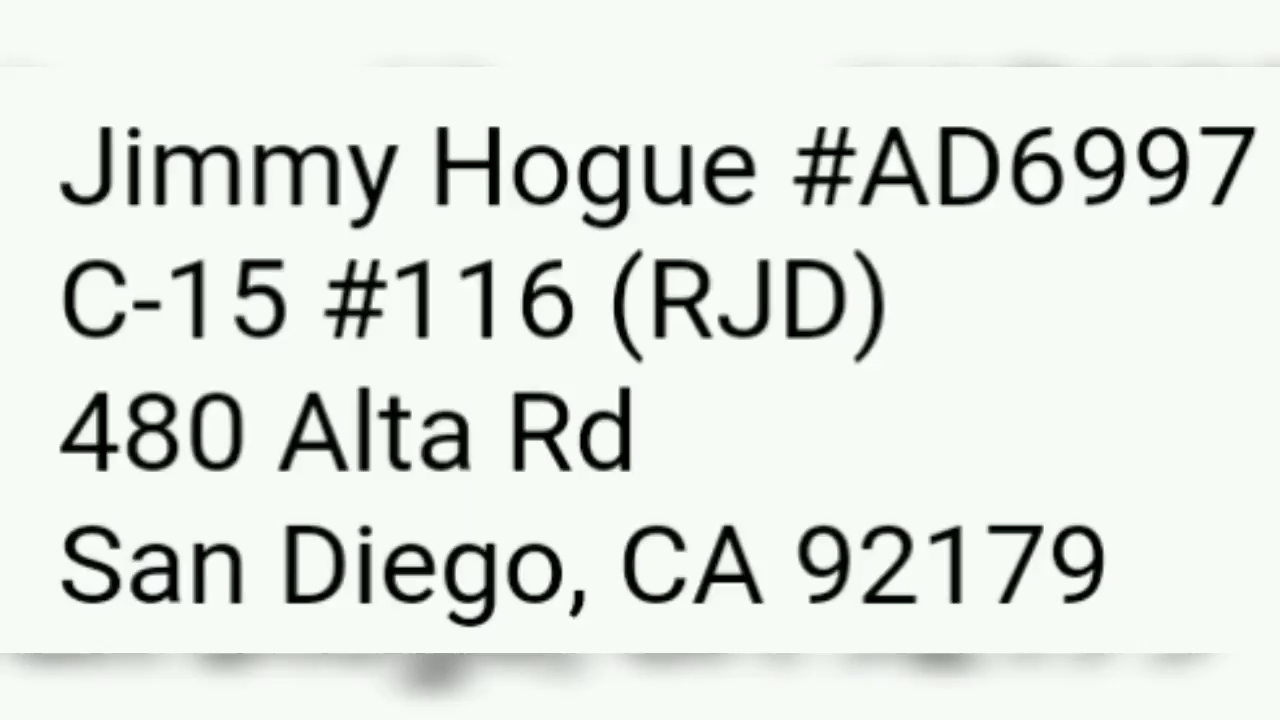 Jimmy Hogue #AD6997
C-15 #116 (RJD)
480 Alta Rd
San Diego, CA 92179